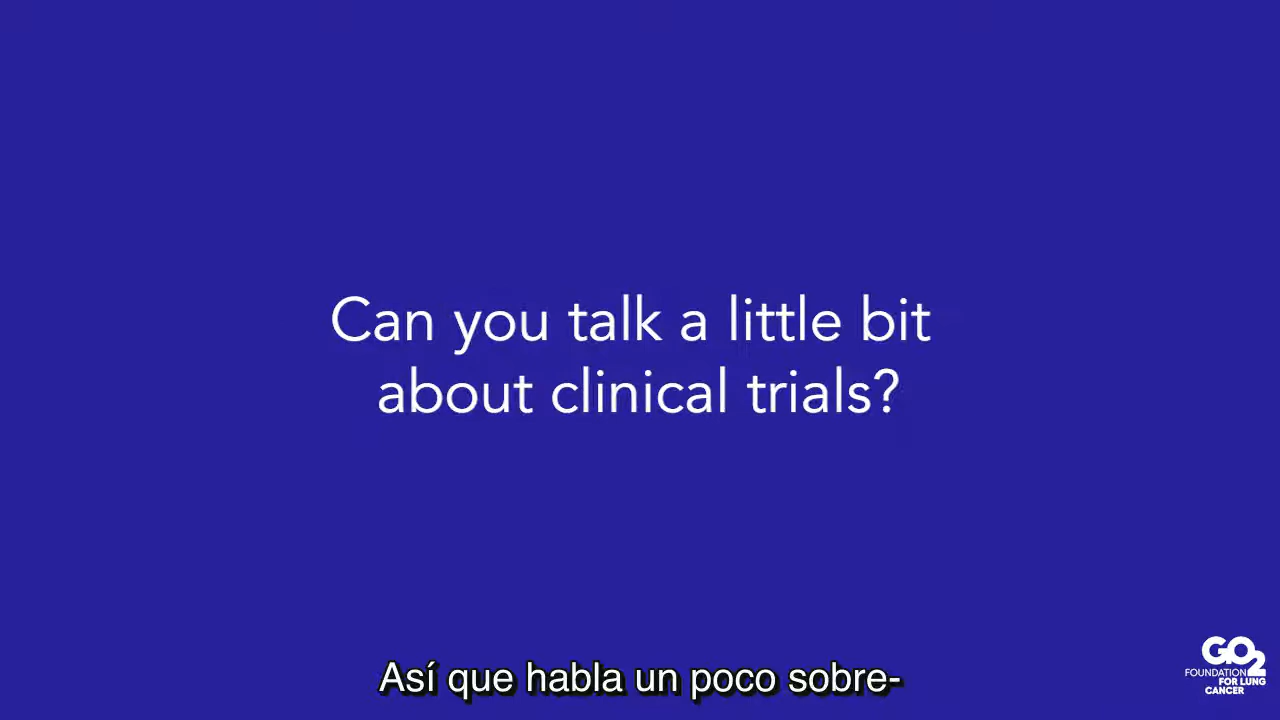 Can you talk a little bit
about clinical trials?
Así que habla un poco sobre-
GO2
FOUNDATION
FOR LUNG
CANCER